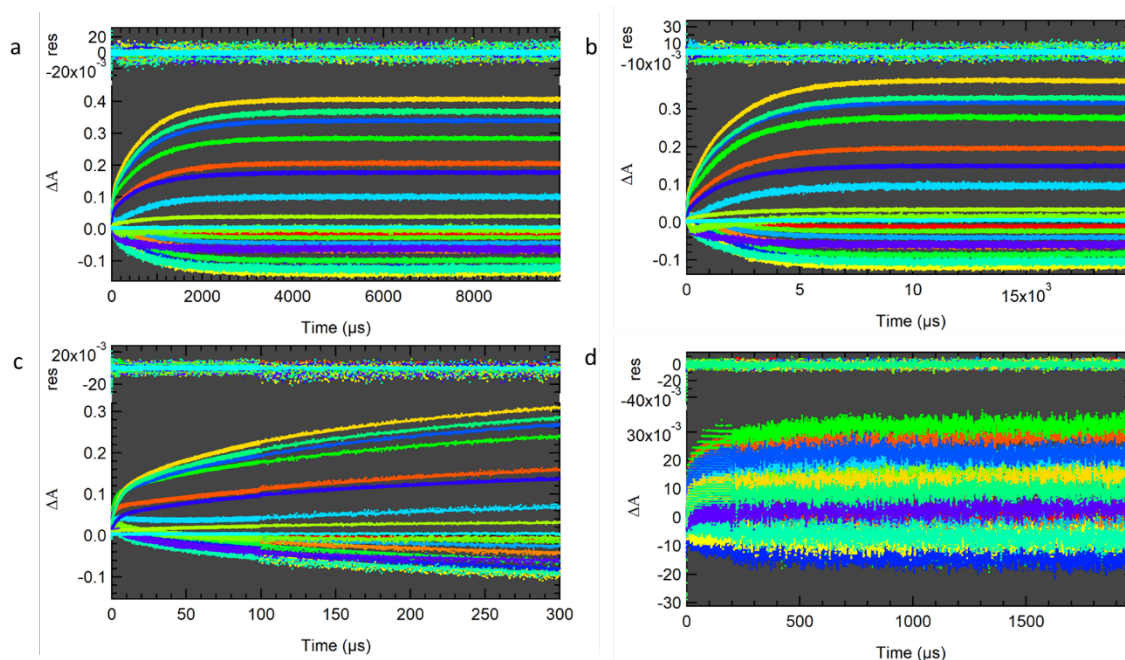 a
res
20
0
-20x10⁻³
ΔA
0.4
0.3
0.2
0.1
0.0
-0.1
0 2000 4000 6000 8000
Time (µs)
b
res
30
10
-10x10⁻³
ΔA
0.3
0.2
0.1
0.0
-0.1
0 5 10 15x10³
Time (µs)
c
res
20x10⁻³
-20
ΔA
0.3
0.2
0.1
0.0
-0.1
0 50 100 150 200 250 300
Time (µs)
d
res
0
-20
-40x10⁻³
ΔA
30x10⁻³
20
10
0
-10
-20
-30
0 500 1000 1500
Time (µs)